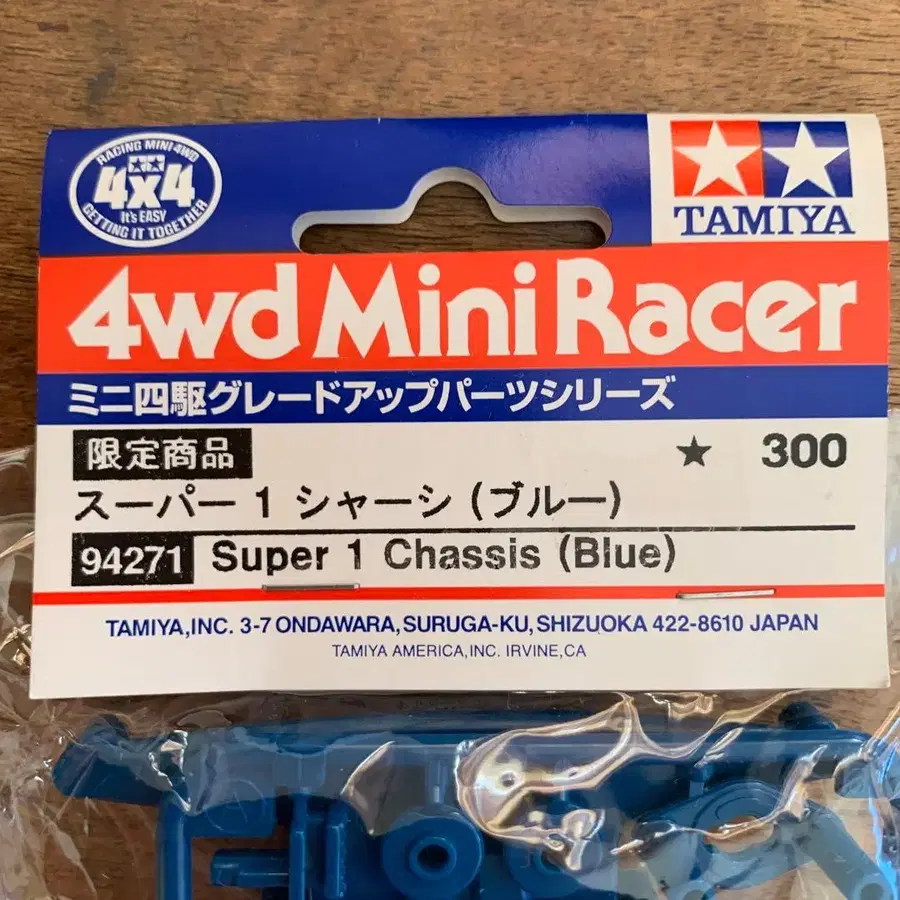 RACING MINI 4WD
4x4
It's EASY
GETTING IT TOGETHER
TAMIYA
4wd Mini Racer
ミニ四駆グレードアップパーツシリーズ
限定商品 ★ 300
スーパー1 シャーシ (ブルー)
94271 Super 1 Chassis (Blue)
TAMIYA,INC. 3-7 ONDAWARA, SURUGA-KU, SHIZUOKA 422-8610 JAPAN
TAMIYA AMERICA,INC. IRVINE,CA